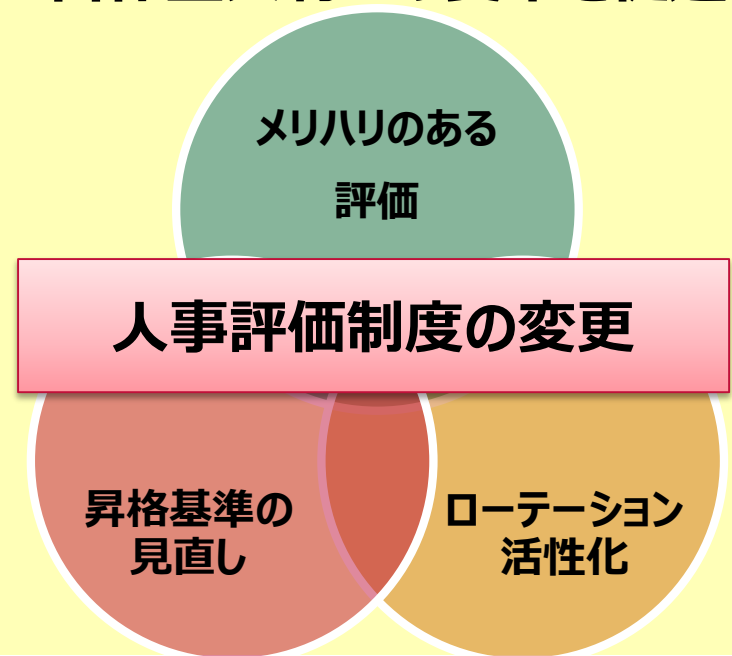 メリハリのある
評価
人事評価制度の変更
昇格基準の
見直し
ローテーション
活性化